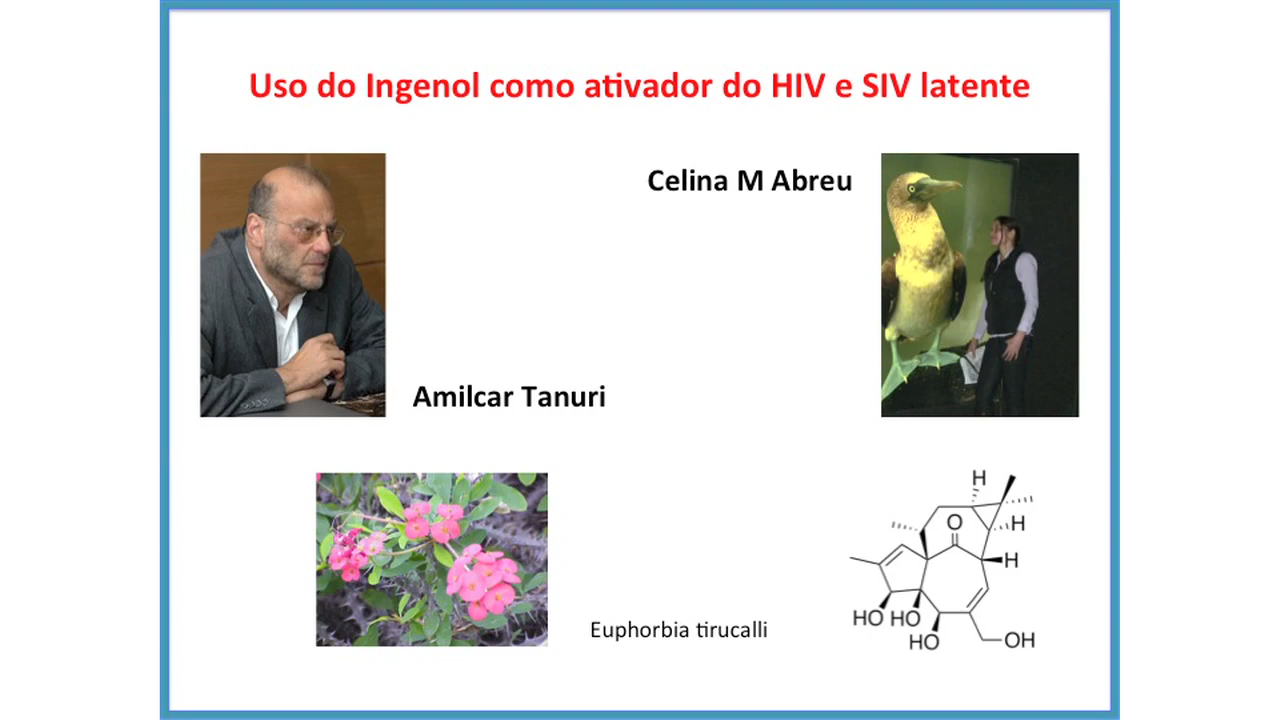 Uso do Ingenol como ativador do HIV e SIV latente
Celina M Abreu
Amilcar Tanuri
Euphorbia tirucalli
H
O
H
H
HO
HO
HO
OH